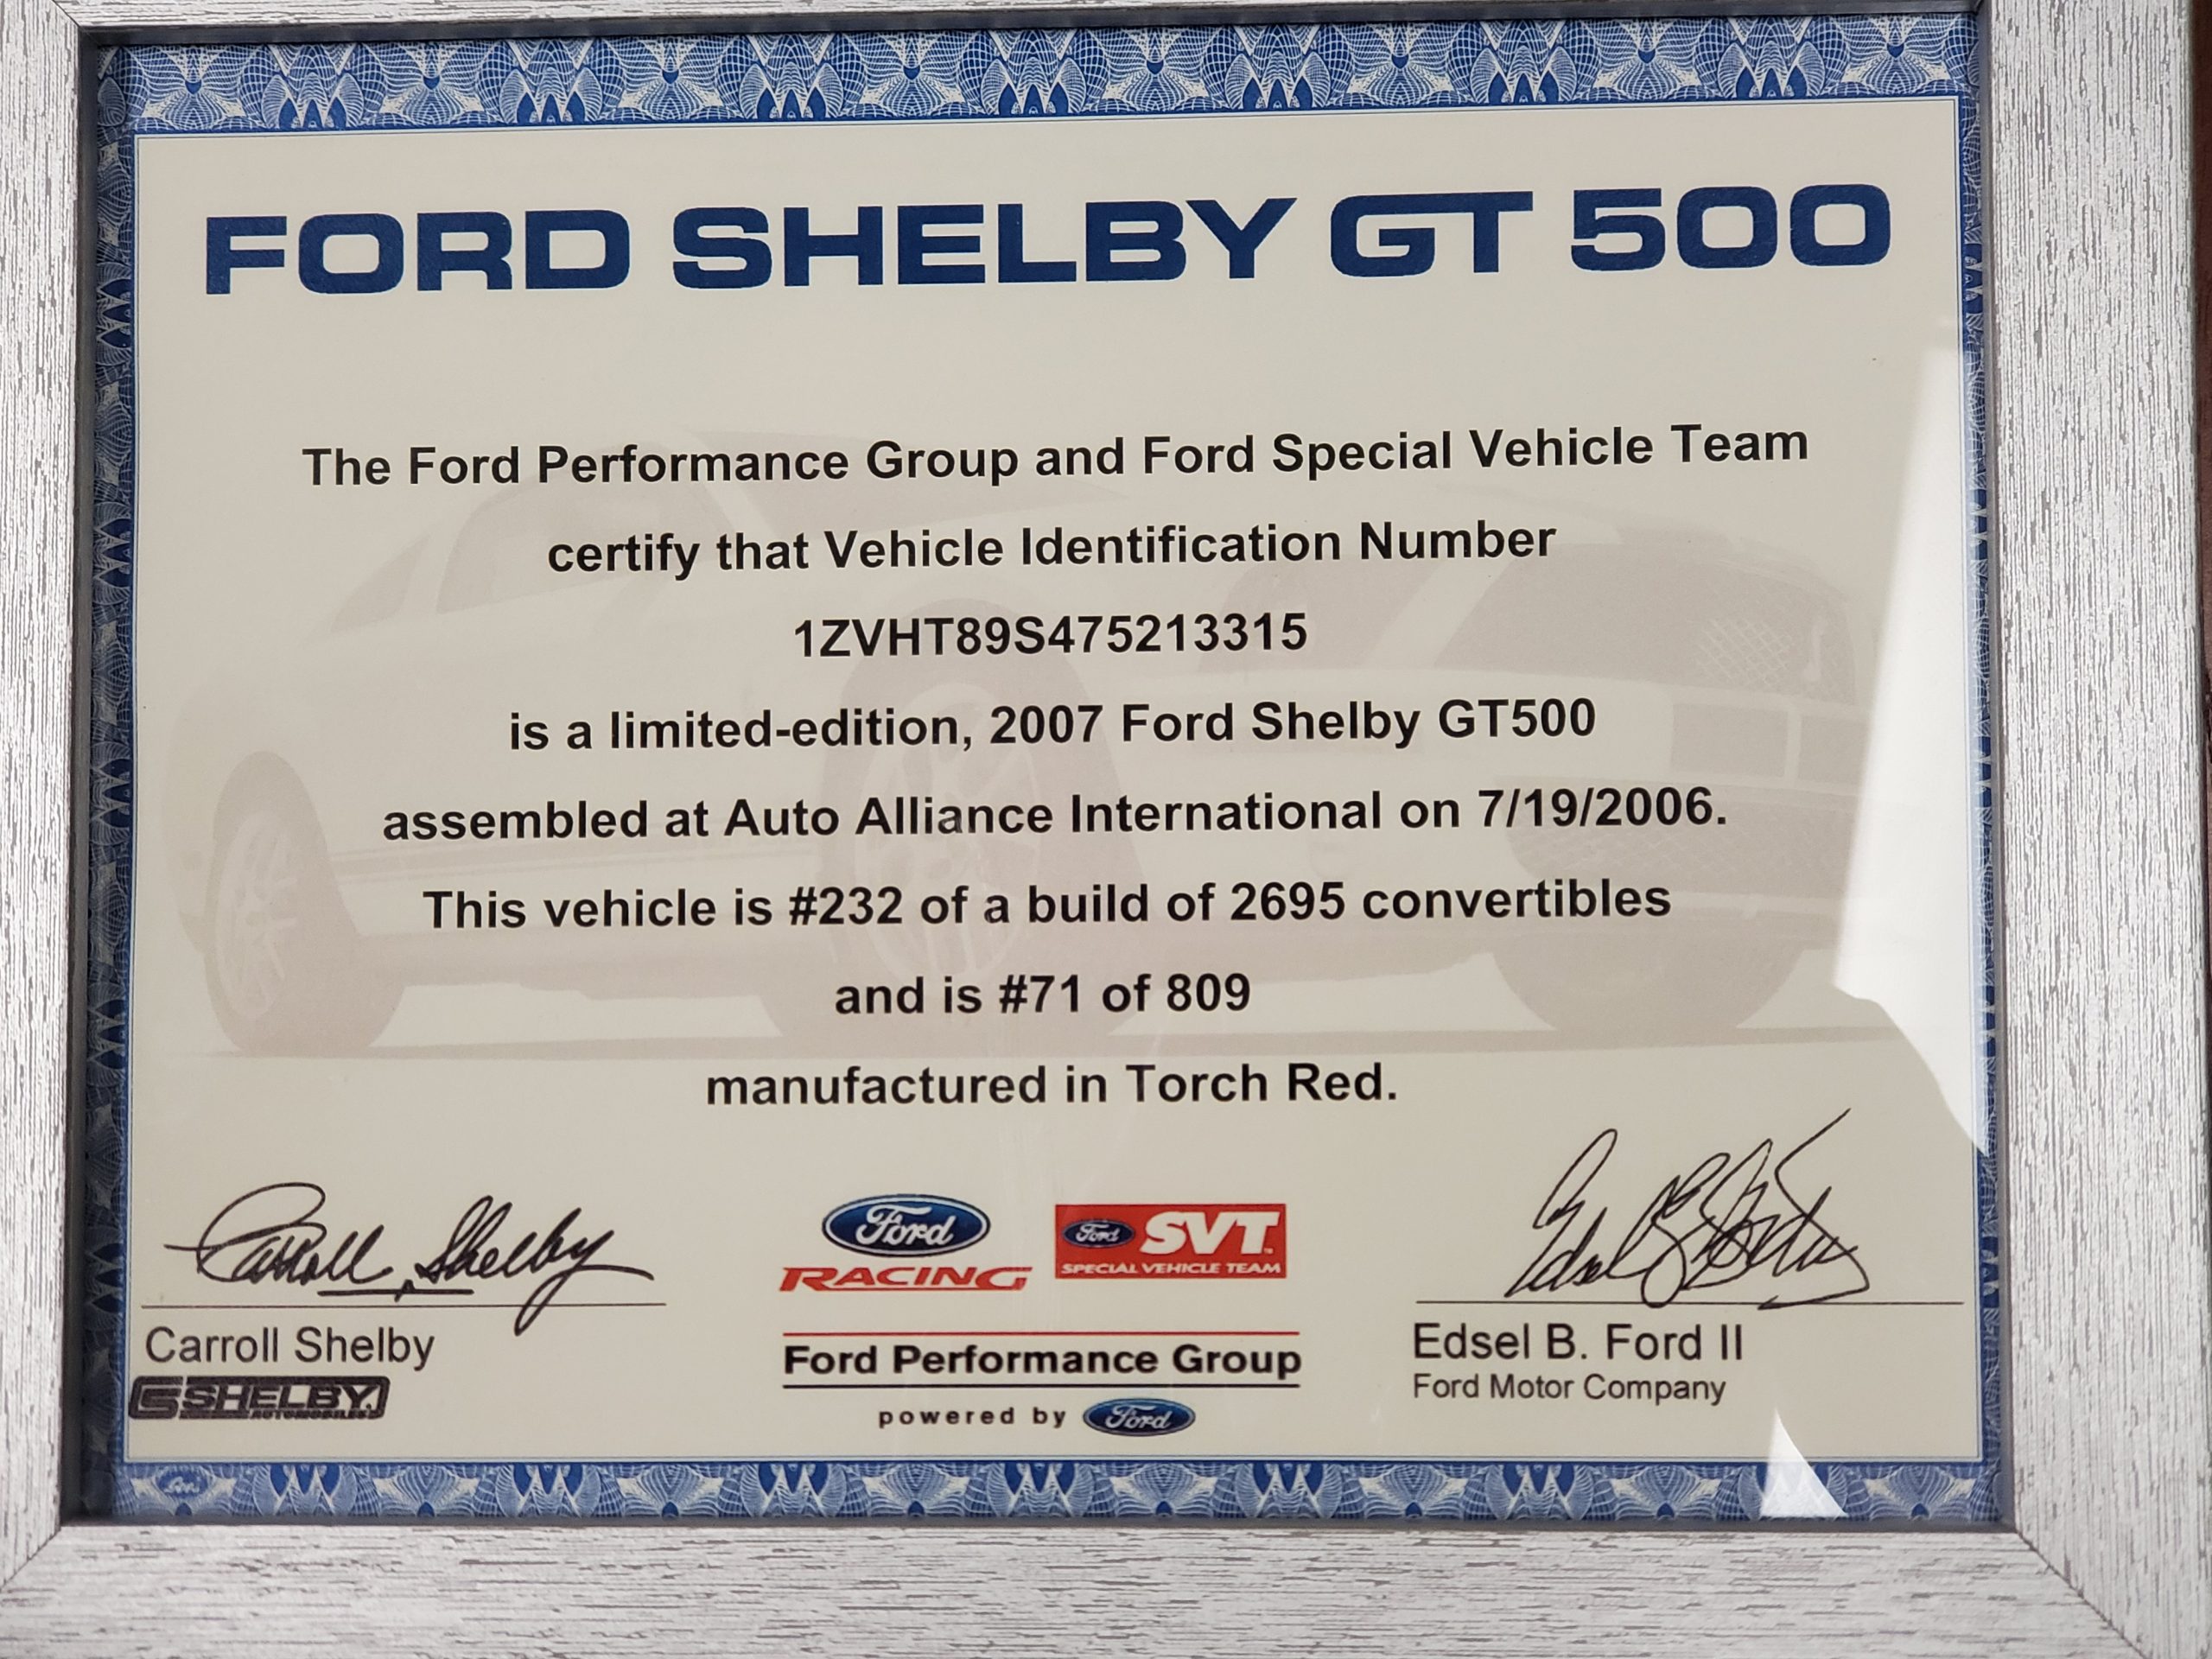 FORD SHELBY GT 500
The Ford Performance Group and Ford Special Vehicle Team
certify that Vehicle Identification Number
1ZVHT89S475213315
is a limited-edition, 2007 Ford Shelby GT500
assembled at Auto Alliance International on 7/19/2006.
This vehicle is #232 of a build of 2695 convertibles
and is #71 of 809
manufactured in Torch Red.
Carroll Shelby
Carroll Shelby
SHELBY
AUTOMOBILES
Ford
RACING
Ford SVT
SPECIAL VEHICLE TEAM
Ford Performance Group
powered by Ford
Edsel B. Ford II
Edsel B. Ford II
Ford Motor Company